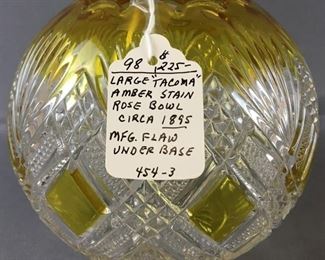 98 $225-
LARGE "TACOMA"
AMBER STAIN
ROSE BOWL
CIRCA 1895
MFG. FLAW
UNDER BASE
454-3